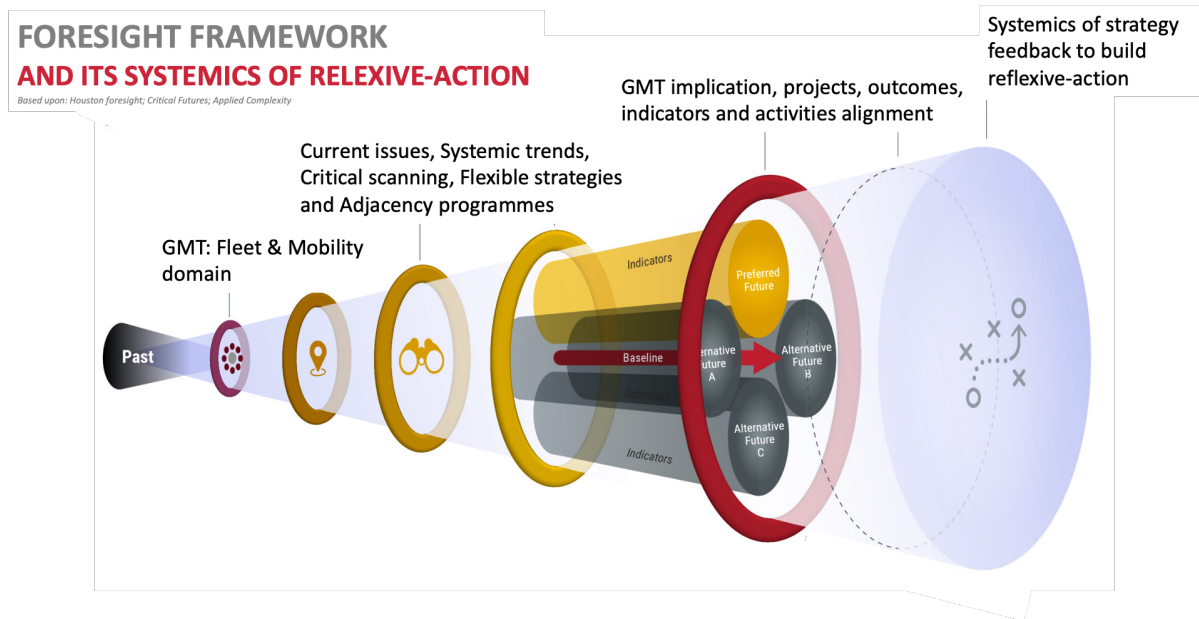 FORESIGHT FRAMEWORK
AND ITS SYSTEMICS OF RELEXIVE-ACTION
Based upon: Houston foresight; Critical Futures; Applied Complexity
Systemics of strategy
feedback to build
reflexive-action
GMT implication, projects, outcomes,
indicators and activities alignment
Current issues, Systemic trends,
Critical scanning, Flexible strategies
and Adjacency programmes
GMT: Fleet & Mobility
domain
Past
Indicators
Preferred
Future
Baseline
ernative
uture
A
Alternative
Future
B
Indicators
Alternative
Future
C
Indicators